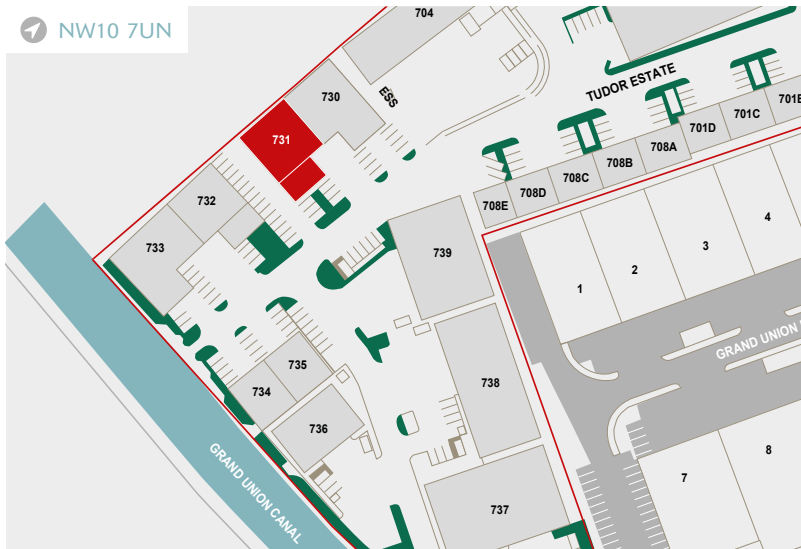 NW10 7UN
704
TUDOR ESTATE
730
ESS
701E
701C
701D
731
708A
708B
708C
708D
708E
732
733
739
4
3
2
1
GRAND UNION
735
734
738
736
8
7
GRAND UNION CANAL
737